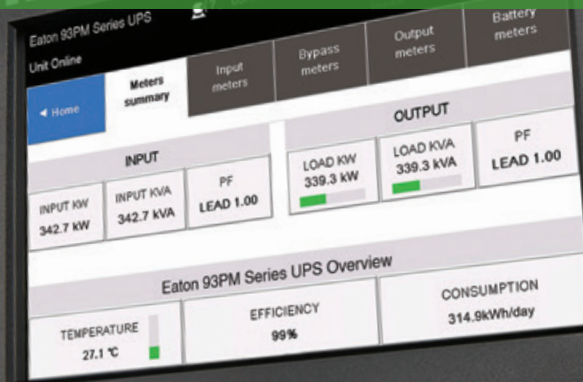 Eaton 93PM Series UPS
Unit Online
◄ Home
Meters
summary
Input
meters
Bypass
meters
Output
meters
Battery
meters
INPUT
INPUT KW
342.7 kW
INPUT KVA
342.7 kVA
PF
LEAD 1.00
OUTPUT
LOAD KW
339.3 kW
LOAD KVA
339.3 kVA
PF
LEAD 1.00
Eaton 93PM Series UPS Overview
TEMPERATURE
27.1 ℃
EFFICIENCY
99%
CONSUMPTION
314.9kWh/day